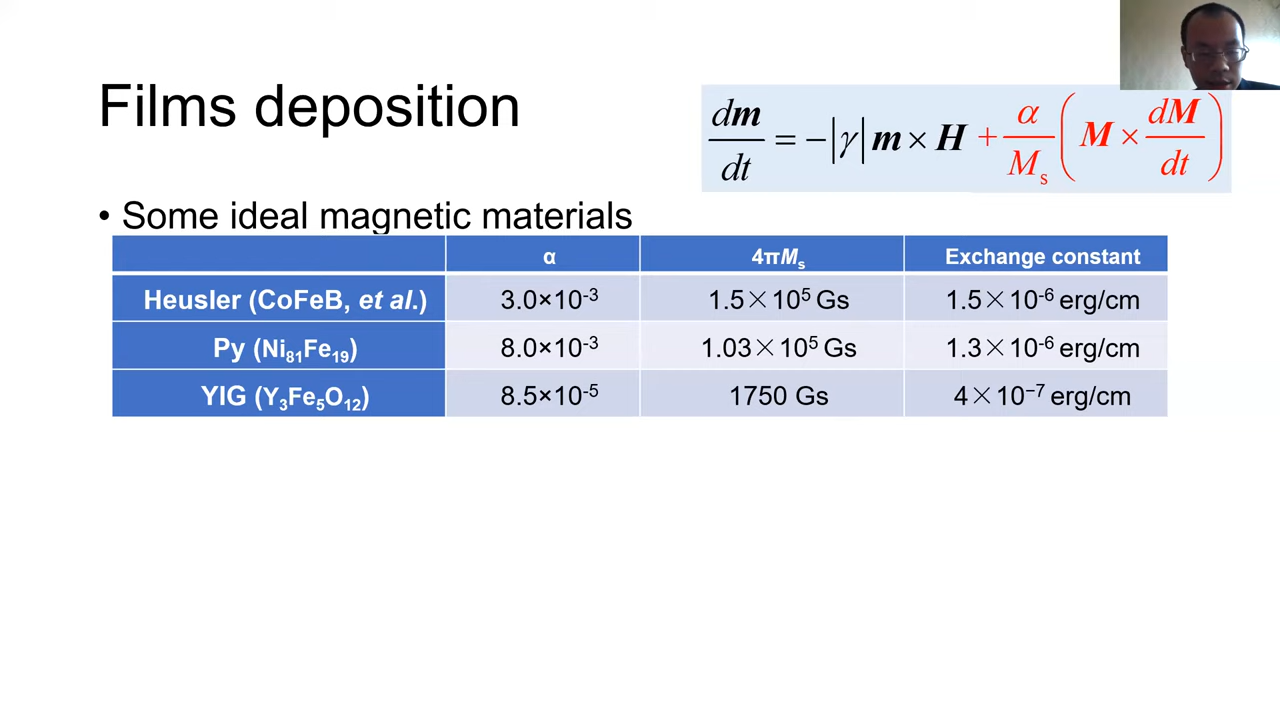 Films deposition
dm/dt = −|γ| m × H + α/Mₛ (M × dM/dt)
• Some ideal magnetic materials
α 4πMₛ Exchange constant
Heusler (CoFeB, et al.) 3.0×10⁻³ 1.5×10⁵ Gs 1.5×10⁻⁶ erg/cm
Py (Ni₈₁Fe₁₉) 8.0×10⁻³ 1.03×10⁵ Gs 1.3×10⁻⁶ erg/cm
YIG (Y₃Fe₅O₁₂) 8.5×10⁻⁵ 1750 Gs 4×10⁻⁷ erg/cm